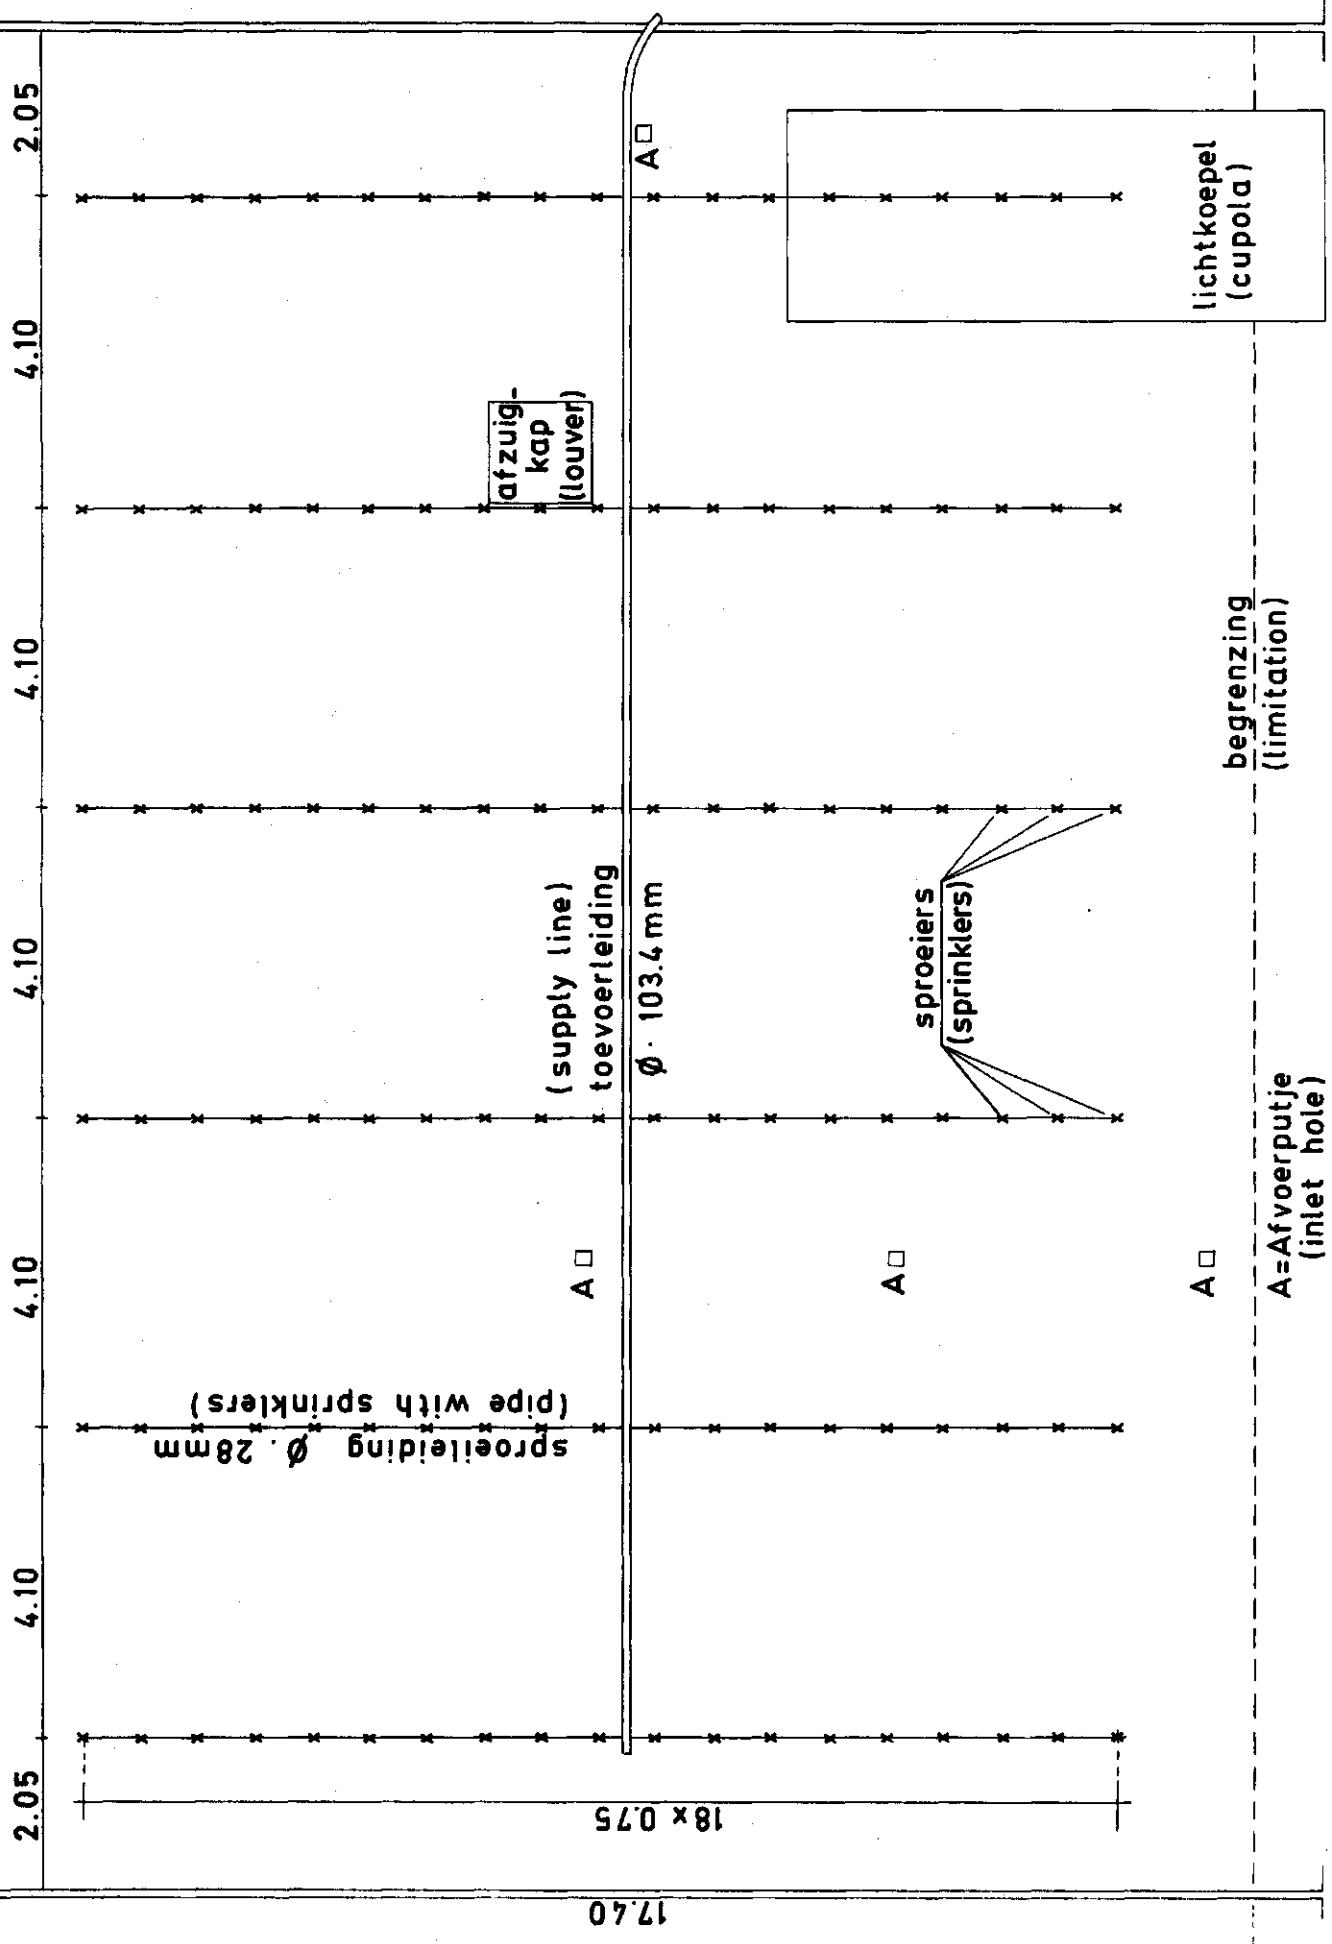 2.05
4.10
4.10
4.10
4.10
4.10
2.05
17.40
18x 0.75
sproeileiding Ø. 28mm
(pipe with sprinklers)
(supply line)
toevoerleiding
Ø. 103.4mm
afzuig-
kap
(louver)
A
A
A
A
sproeiers
(sprinklers)
lichtkoepel
(cupola)
begrenzing
(limitation)
A=Afvoerputje
(inlet hole)